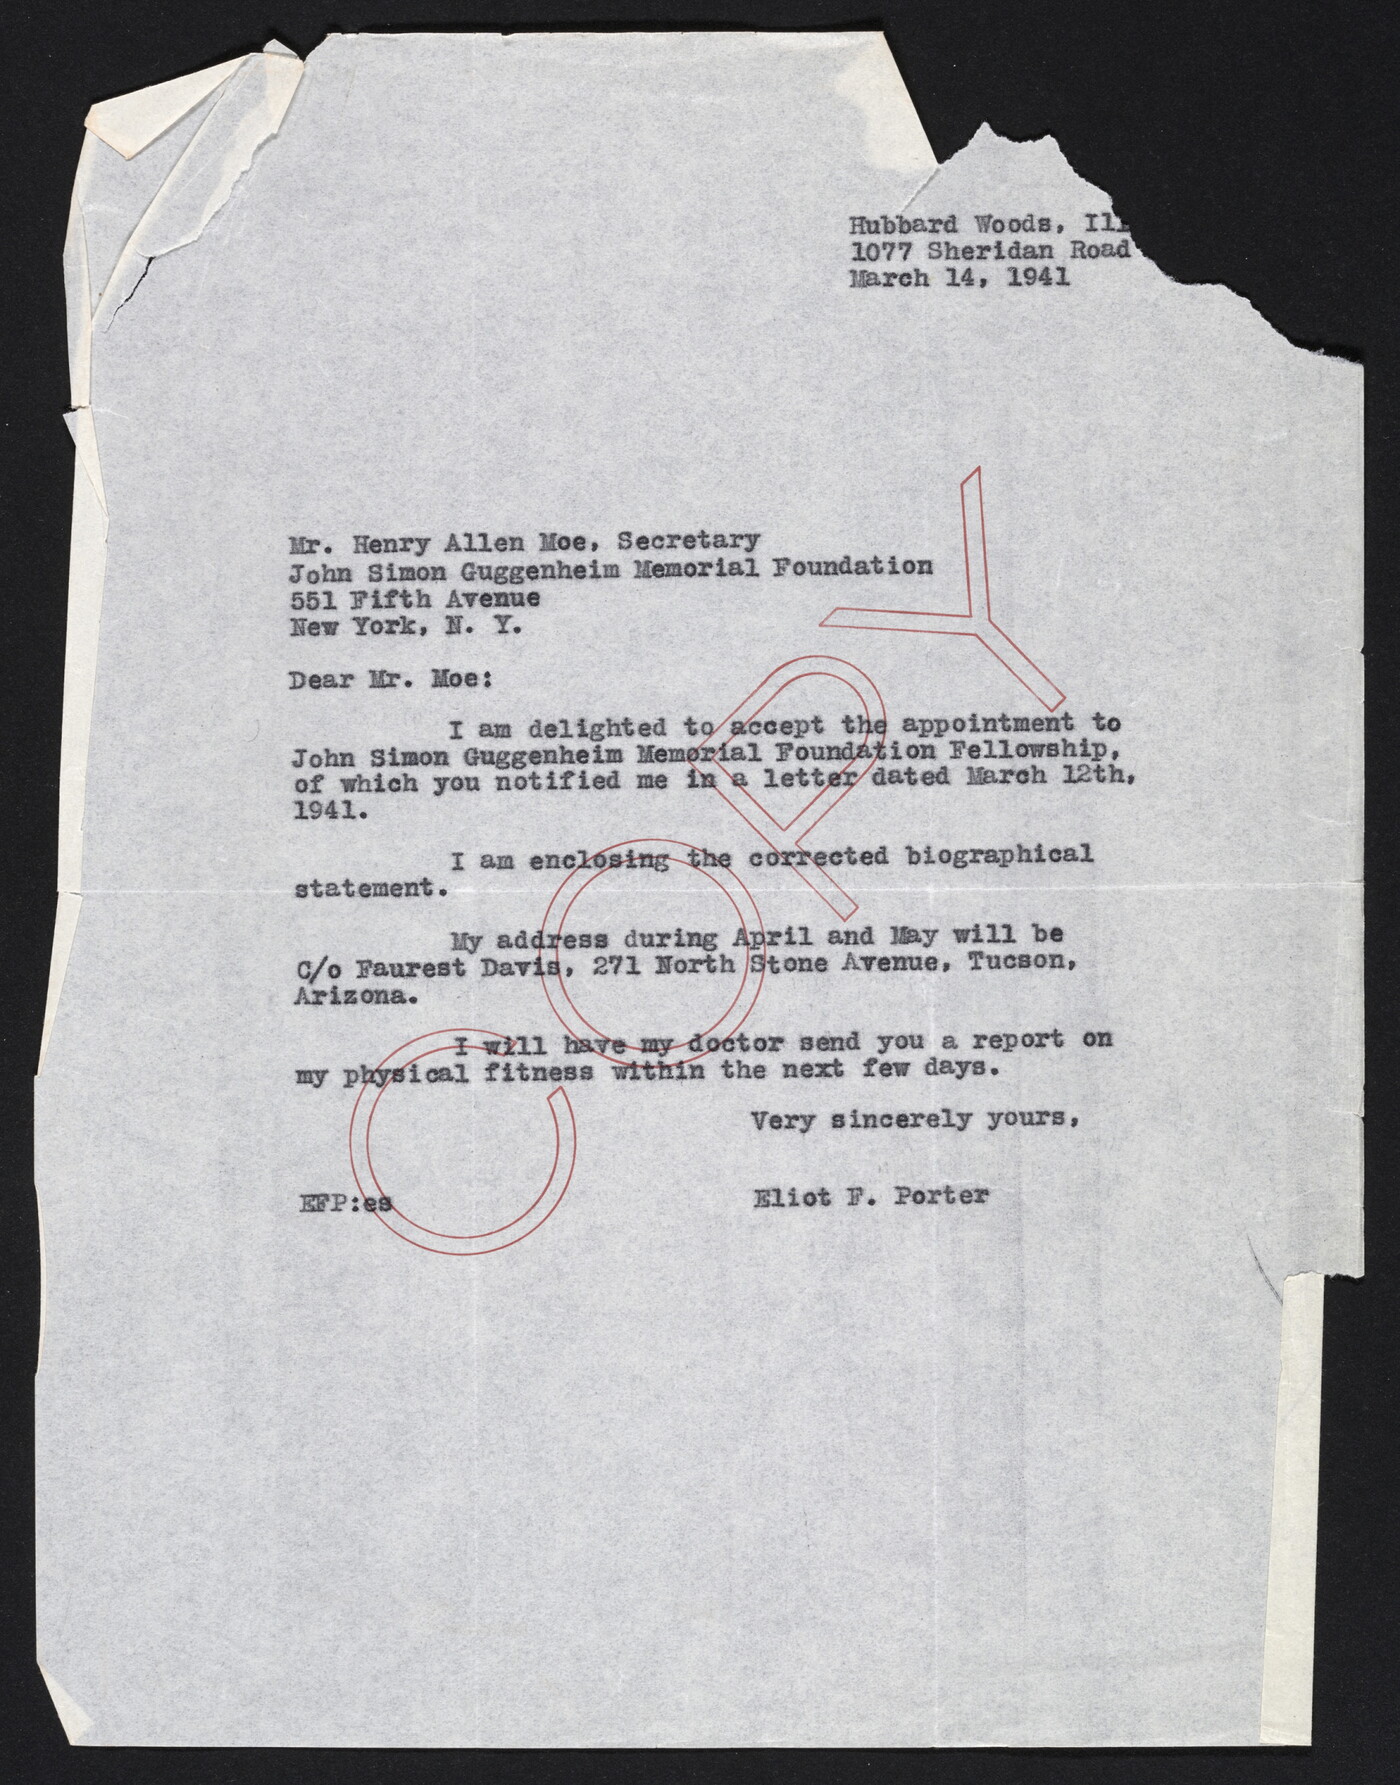 Hubbard Woods, Ill
1077 Sheridan Road
March 14, 1941
Mr. Henry Allen Moe, Secretary
John Simon Guggenheim Memorial Foundation
551 Fifth Avenue
New York, N. Y.
Dear Mr. Moe:
I am delighted to accept the appointment to
John Simon Guggenheim Memorial Foundation Fellowship,
of which you notified me in a letter dated March 12th,
1941.
I am enclosing the corrected biographical
statement.
My address during April and May will be
C/o Faurest Davis, 271 North Stone Avenue, Tucson,
Arizona.
I will have my doctor send you a report on
my physical fitness within the next few days.
Very sincerely yours,
EFP:es Eliot F. Porter
COPY